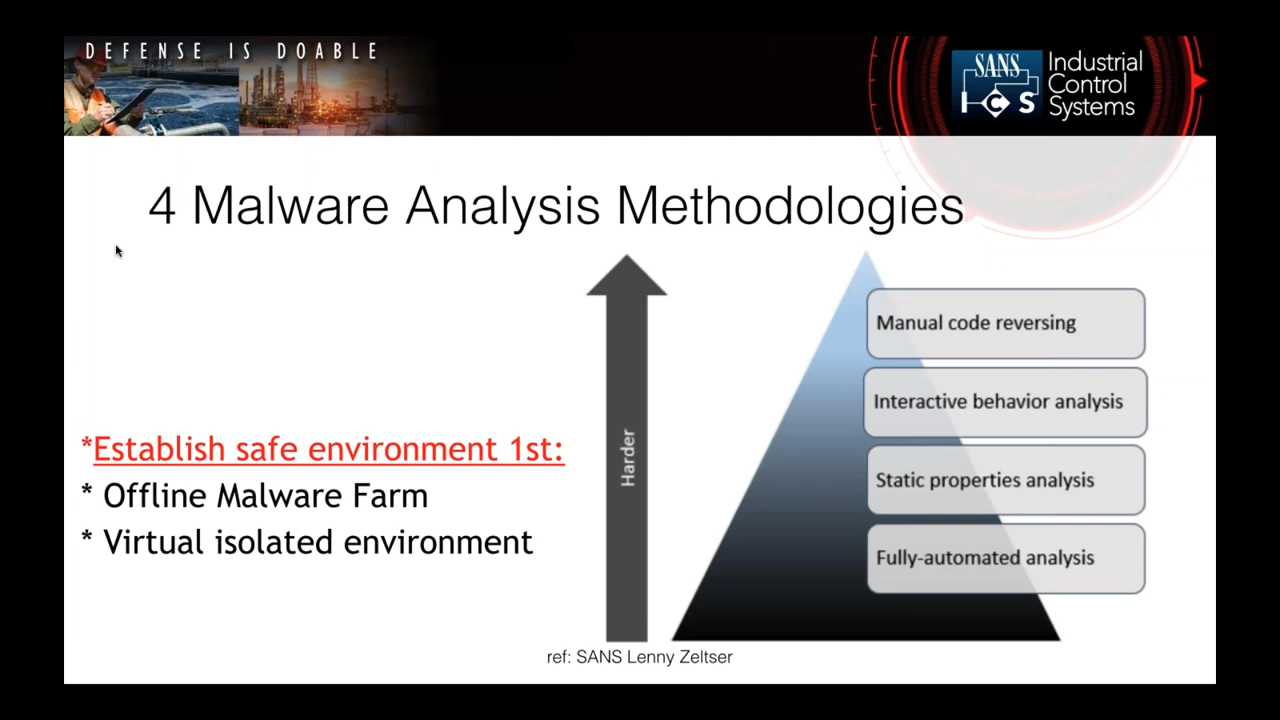 DEFENSE IS DOABLE
SANS
ICS
Industrial
Control
Systems
4 Malware Analysis Methodologies
*Establish safe environment 1st:
* Offline Malware Farm
* Virtual isolated environment
Harder
Manual code reversing
Interactive behavior analysis
Static properties analysis
Fully-automated analysis
ref: SANS Lenny Zeltser